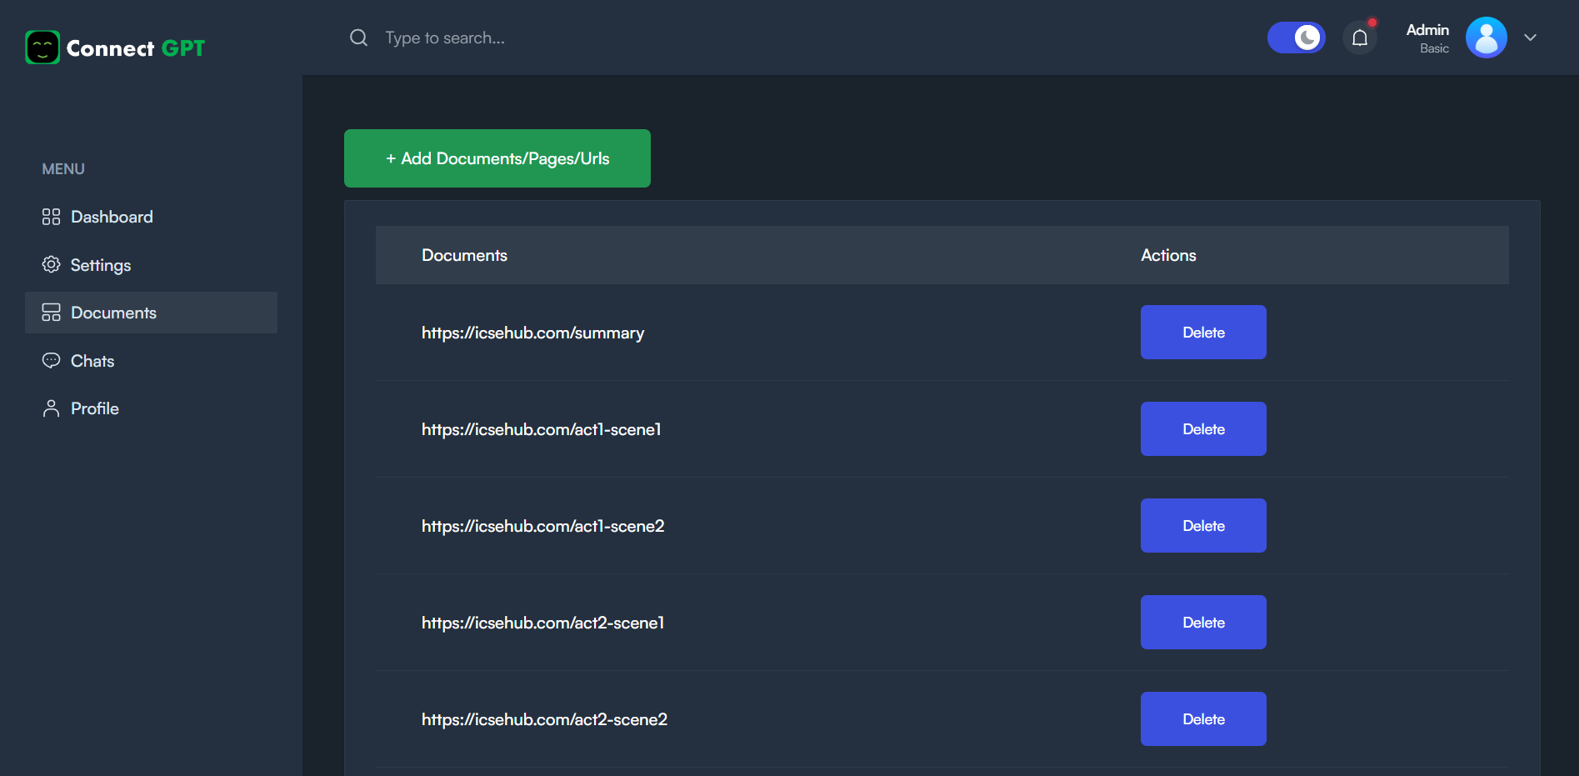 Connect GPT
Type to search...
Admin
Basic
MENU
Dashboard
Settings
Documents
Chats
Profile
+ Add Documents/Pages/Urls
Documents Actions
https://icsehub.com/summary Delete
https://icsehub.com/act1-scene1 Delete
https://icsehub.com/act1-scene2 Delete
https://icsehub.com/act2-scene1 Delete
https://icsehub.com/act2-scene2 Delete